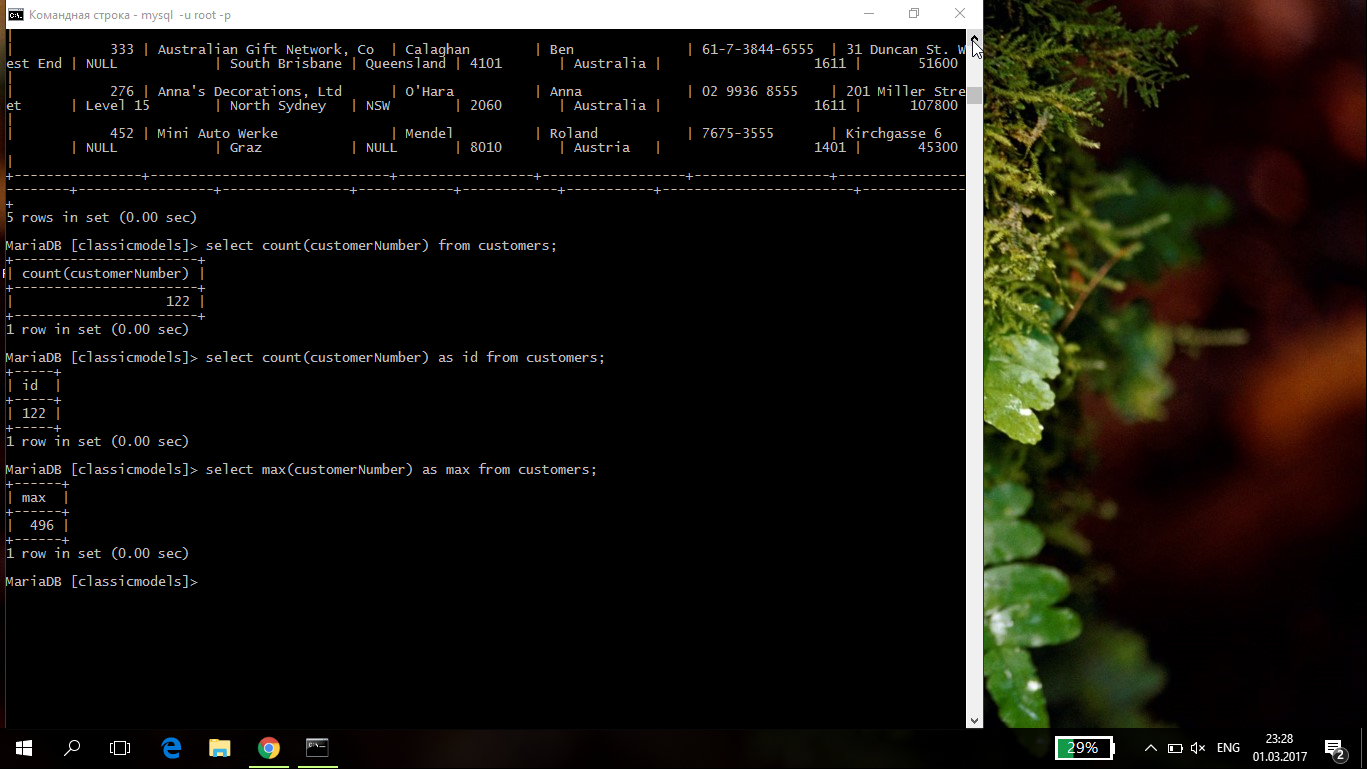 Командная строка - mysql -u root -p
|
|             333 | Australian Gift Network, Co  | Calaghan        | Ben               | 61-7-3844-6555  | 31 Duncan St. W
est End | NULL            | South Brisbane | Queensland | 4101       | Australia |                   1611 |       51600
|
|             276 | Anna's Decorations, Ltd      | O'Hara          | Anna              | 02 9936 8555    | 201 Miller Stre
et      | Level 15        | North Sydney   | NSW        | 2060       | Australia |                   1611 |      107800
|
|             452 | Mini Auto Werke              | Mendel          | Roland            | 7675-3555       | Kirchgasse 6
        | NULL            | Graz           | NULL       | 8010       | Austria   |                   1401 |       45300
|
+-----------------+------------------------------+-----------------+-------------------+-----------------+----------------
--------+-----------------+----------------+------------+------------+-----------+------------------------+-------------
+
5 rows in set (0.00 sec)
MariaDB [classicmodels]> select count(customerNumber) from customers;
+-----------------------+
| count(customerNumber) |
+-----------------------+
|                   122 |
+-----------------------+
1 row in set (0.00 sec)
MariaDB [classicmodels]> select count(customerNumber) as id from customers;
+-----+
| id  |
+-----+
| 122 |
+-----+
1 row in set (0.00 sec)
MariaDB [classicmodels]> select max(customerNumber) as max from customers;
+------+
| max  |
+------+
|  496 |
+------+
1 row in set (0.00 sec)
MariaDB [classicmodels]>
29%
ENG
23:28
01.03.2017
2